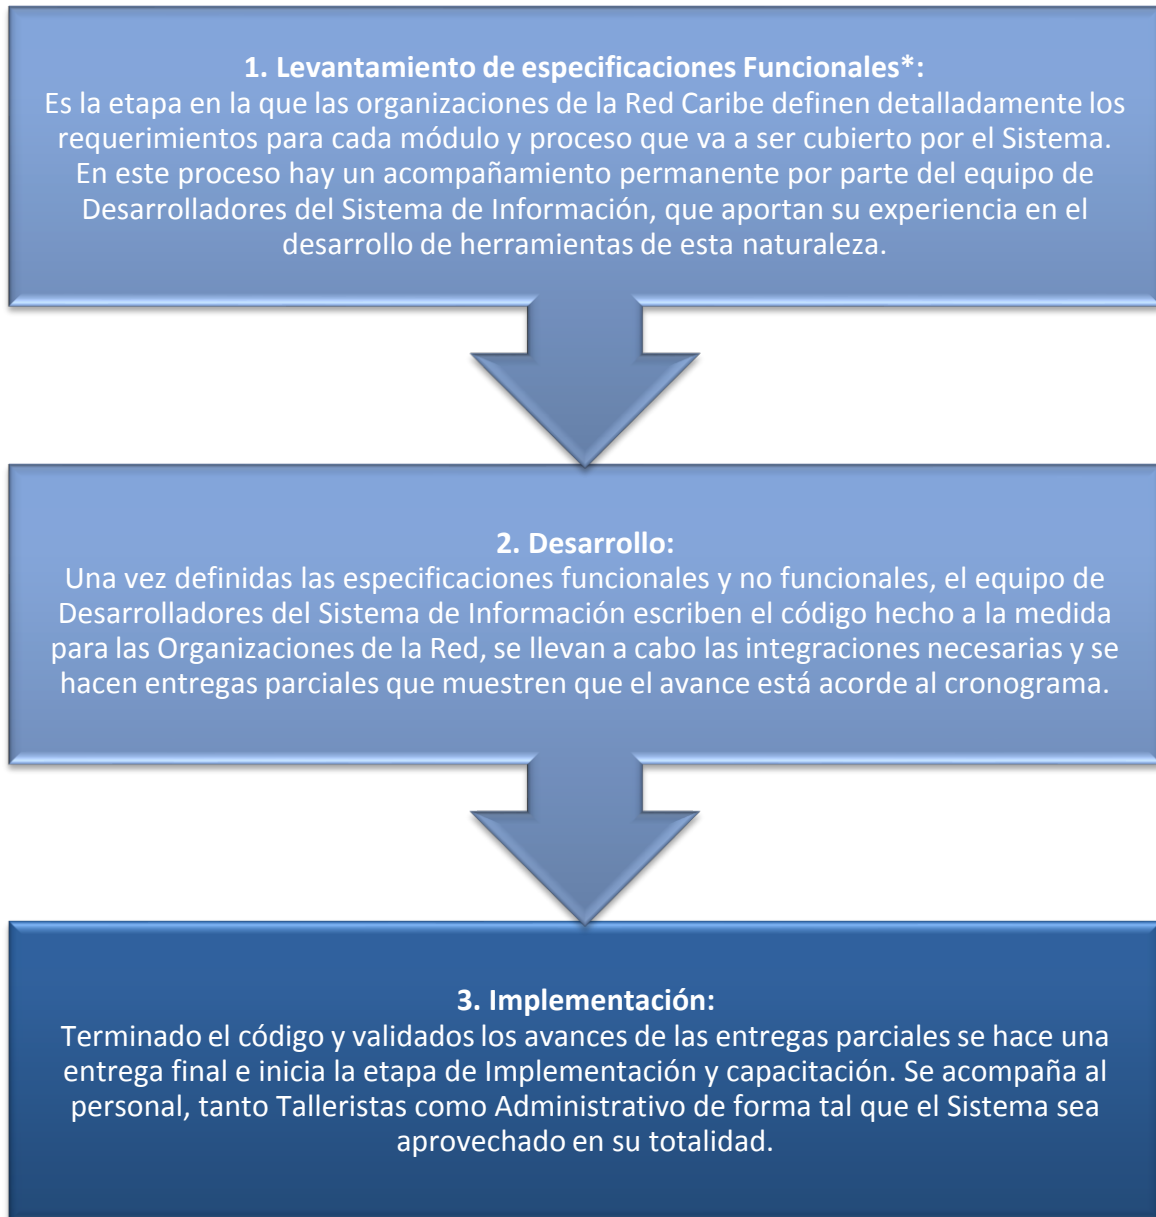 1. Levantamiento de especificaciones Funcionales*:
Es la etapa en la que las organizaciones de la Red Caribe definen detalladamente los
requerimientos para cada módulo y proceso que va a ser cubierto por el Sistema.
En este proceso hay un acompañamiento permanente por parte del equipo de
Desarrolladores del Sistema de Información, que aportan su experiencia en el
desarrollo de herramientas de esta naturaleza.
2. Desarrollo:
Una vez definidas las especificaciones funcionales y no funcionales, el equipo de
Desarrolladores del Sistema de Información escriben el código hecho a la medida
para las Organizaciones de la Red, se llevan a cabo las integraciones necesarias y se
hacen entregas parciales que muestren que el avance está acorde al cronograma.
3. Implementación:
Terminado el código y validados los avances de las entregas parciales se hace una
entrega final e inicia la etapa de Implementación y capacitación. Se acompaña al
personal, tanto Talleristas como Administrativo de forma tal que el Sistema sea
aprovechado en su totalidad.